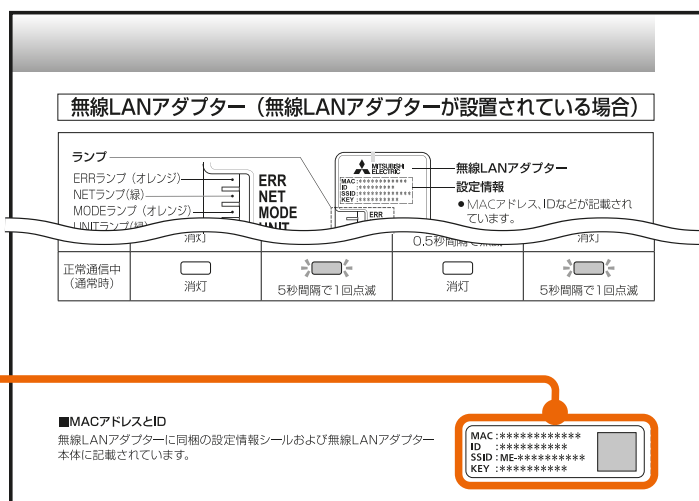 無線LANアダプター（無線LANアダプターが設置されている場合）
ランプ
ERRランプ（オレンジ）
NETランプ(緑)
MODEランプ（オレンジ）
UNITランプ(緑)
ERR
NET
MODE
UNIT
MITSUBISHI
ELECTRIC
MAC:************
ID :**********
SSID:**********
KEY:**********
ERR
無線LANアダプター
設定情報
●MACアドレス、IDなどが記載され
ています。
消灯
0.5秒間隔で点滅
消灯
正常通信中
（通常時）
消灯
5秒間隔で1回点滅
消灯
5秒間隔で1回点滅
■MACアドレスとID
無線LANアダプターに同梱の設定情報シールおよび無線LANアダプター
本体に記載されています。
MAC :************
ID :**********
SSID : ME-**********
KEY :**********